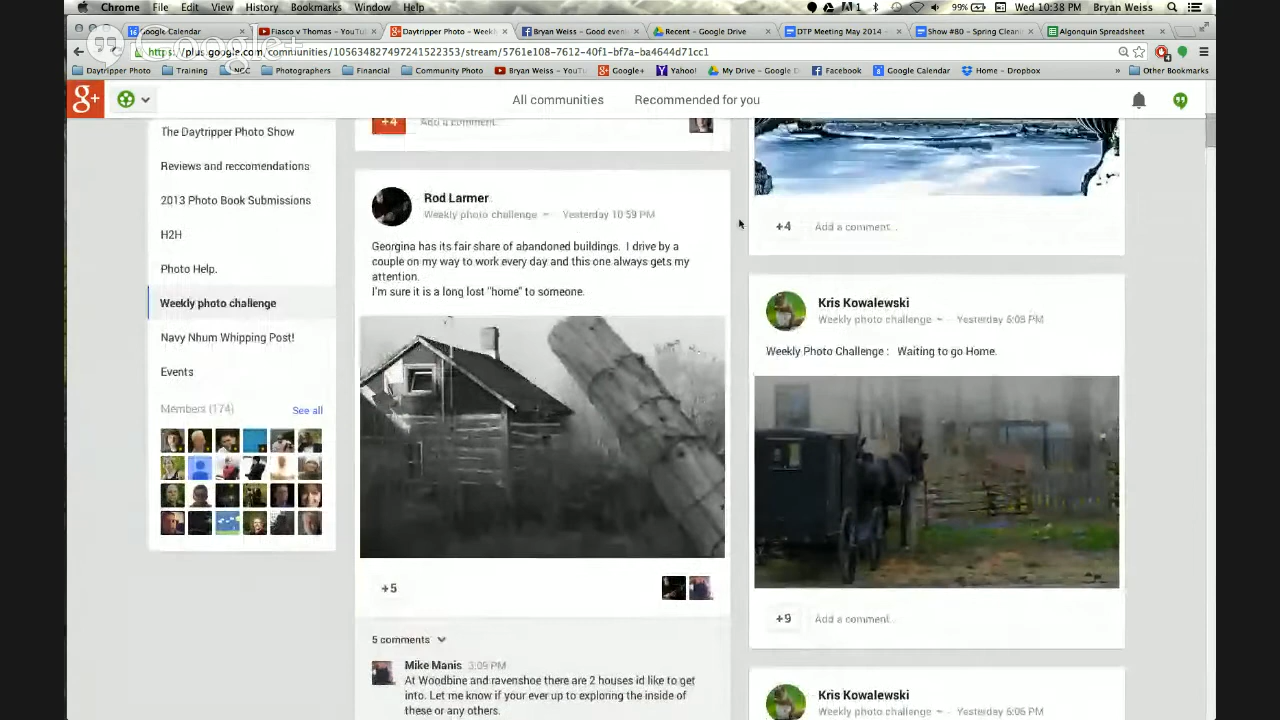 Chrome File Edit View History Bookmarks Window Help
1 99% Wed 10:38 PM Bryan Weiss
Google Calendar Fiasco v Thomas - YouT Daytripper Photo – Weekl Bryan Weiss - Good even Recent - Google Drive DTP Meeting May 2014 - Show #80 - Spring Clean Algonquin Spreadsheet
Google+
https://plus.google.com/communities/105634827497241522353/stream/5761e108-7612-40f1-bf7a-ba4644d71cc1
Daytripper Photo Training NCC Photographers Financial Community Photo Bryan Weiss - YouTu Google+ Yahoo! My Drive - Google D Facebook Google Calendar Home - Dropbox » Other Bookmarks
g+ All communities Recommended for you
The Daytripper Photo Show
Reviews and reccomendations
2013 Photo Book Submissions
H2H
Photo Help.
Weekly photo challenge
Navy Nhum Whipping Post!
Events
Members (174) See all
+4 Add a comment...
Rod Larmer
Weekly photo challenge - Yesterday 10:59 PM
Georgina has its fair share of abandoned buildings. I drive by a
couple on my way to work every day and this one always gets my
attention.
I'm sure it is a long lost "home" to someone.
+5
5 comments
Mike Manis 3:09 PM
At Woodbine and ravenshoe there are 2 houses id like to get
into. Let me know if your ever up to exploring the inside of
these or any others.
+4 Add a comment...
Kris Kowalewski
Weekly photo challenge - Yesterday 6:08 PM
Weekly Photo Challenge : Waiting to go Home.
+9 Add a comment...
Kris Kowalewski
Weekly photo challenge - Yesterday 6:06 PM